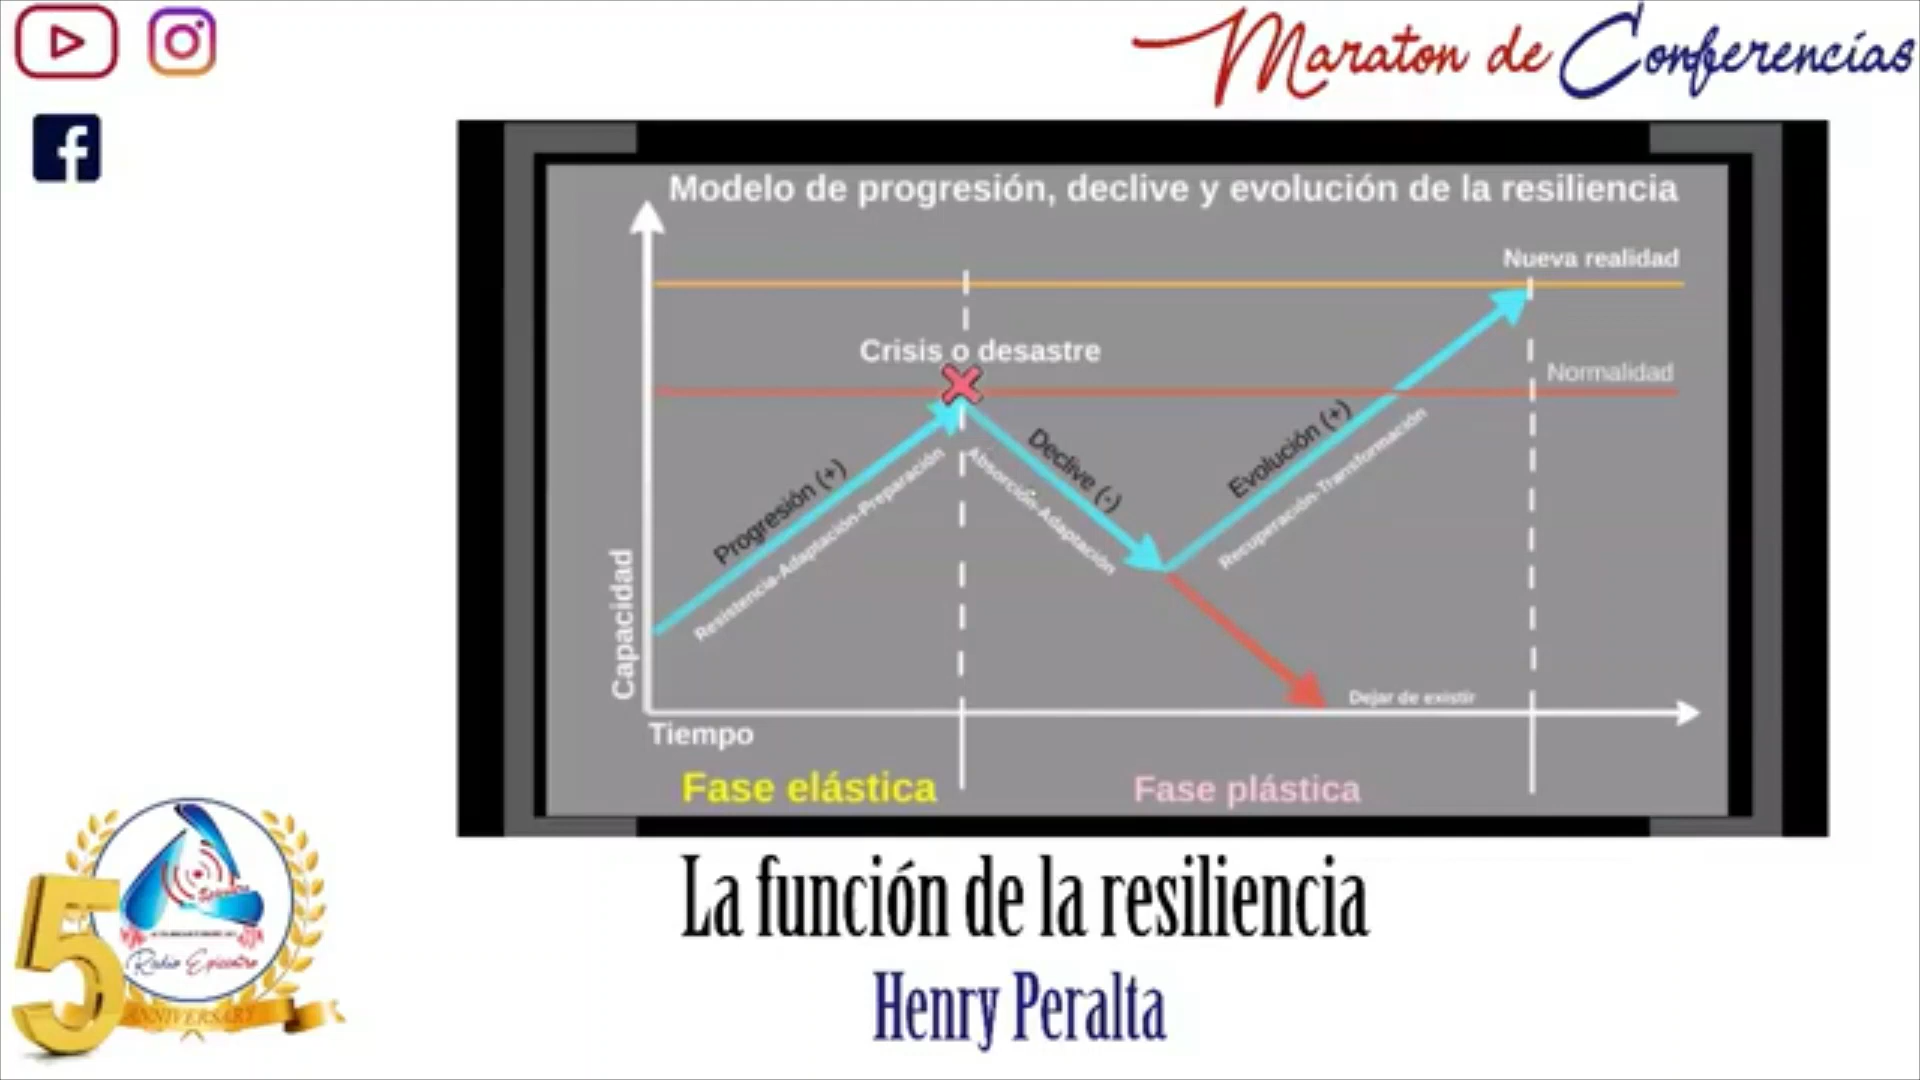 Maraton de Conferencias
Modelo de progresión, declive y evolución de la resiliencia
Nueva realidad
Crisis o desastre
Normalidad
Progresión (+)
Resistencia-Adaptación-Preparación
Declive (-)
Absorción-Adaptación
Evolución (+)
Recuperación-Transformación
Capacidad
Dejar de existir
Tiempo
Fase elástica
Fase plástica
La función de la resiliencia
Henry Peralta
5
Radio Epicentro
ANNIVERSARY